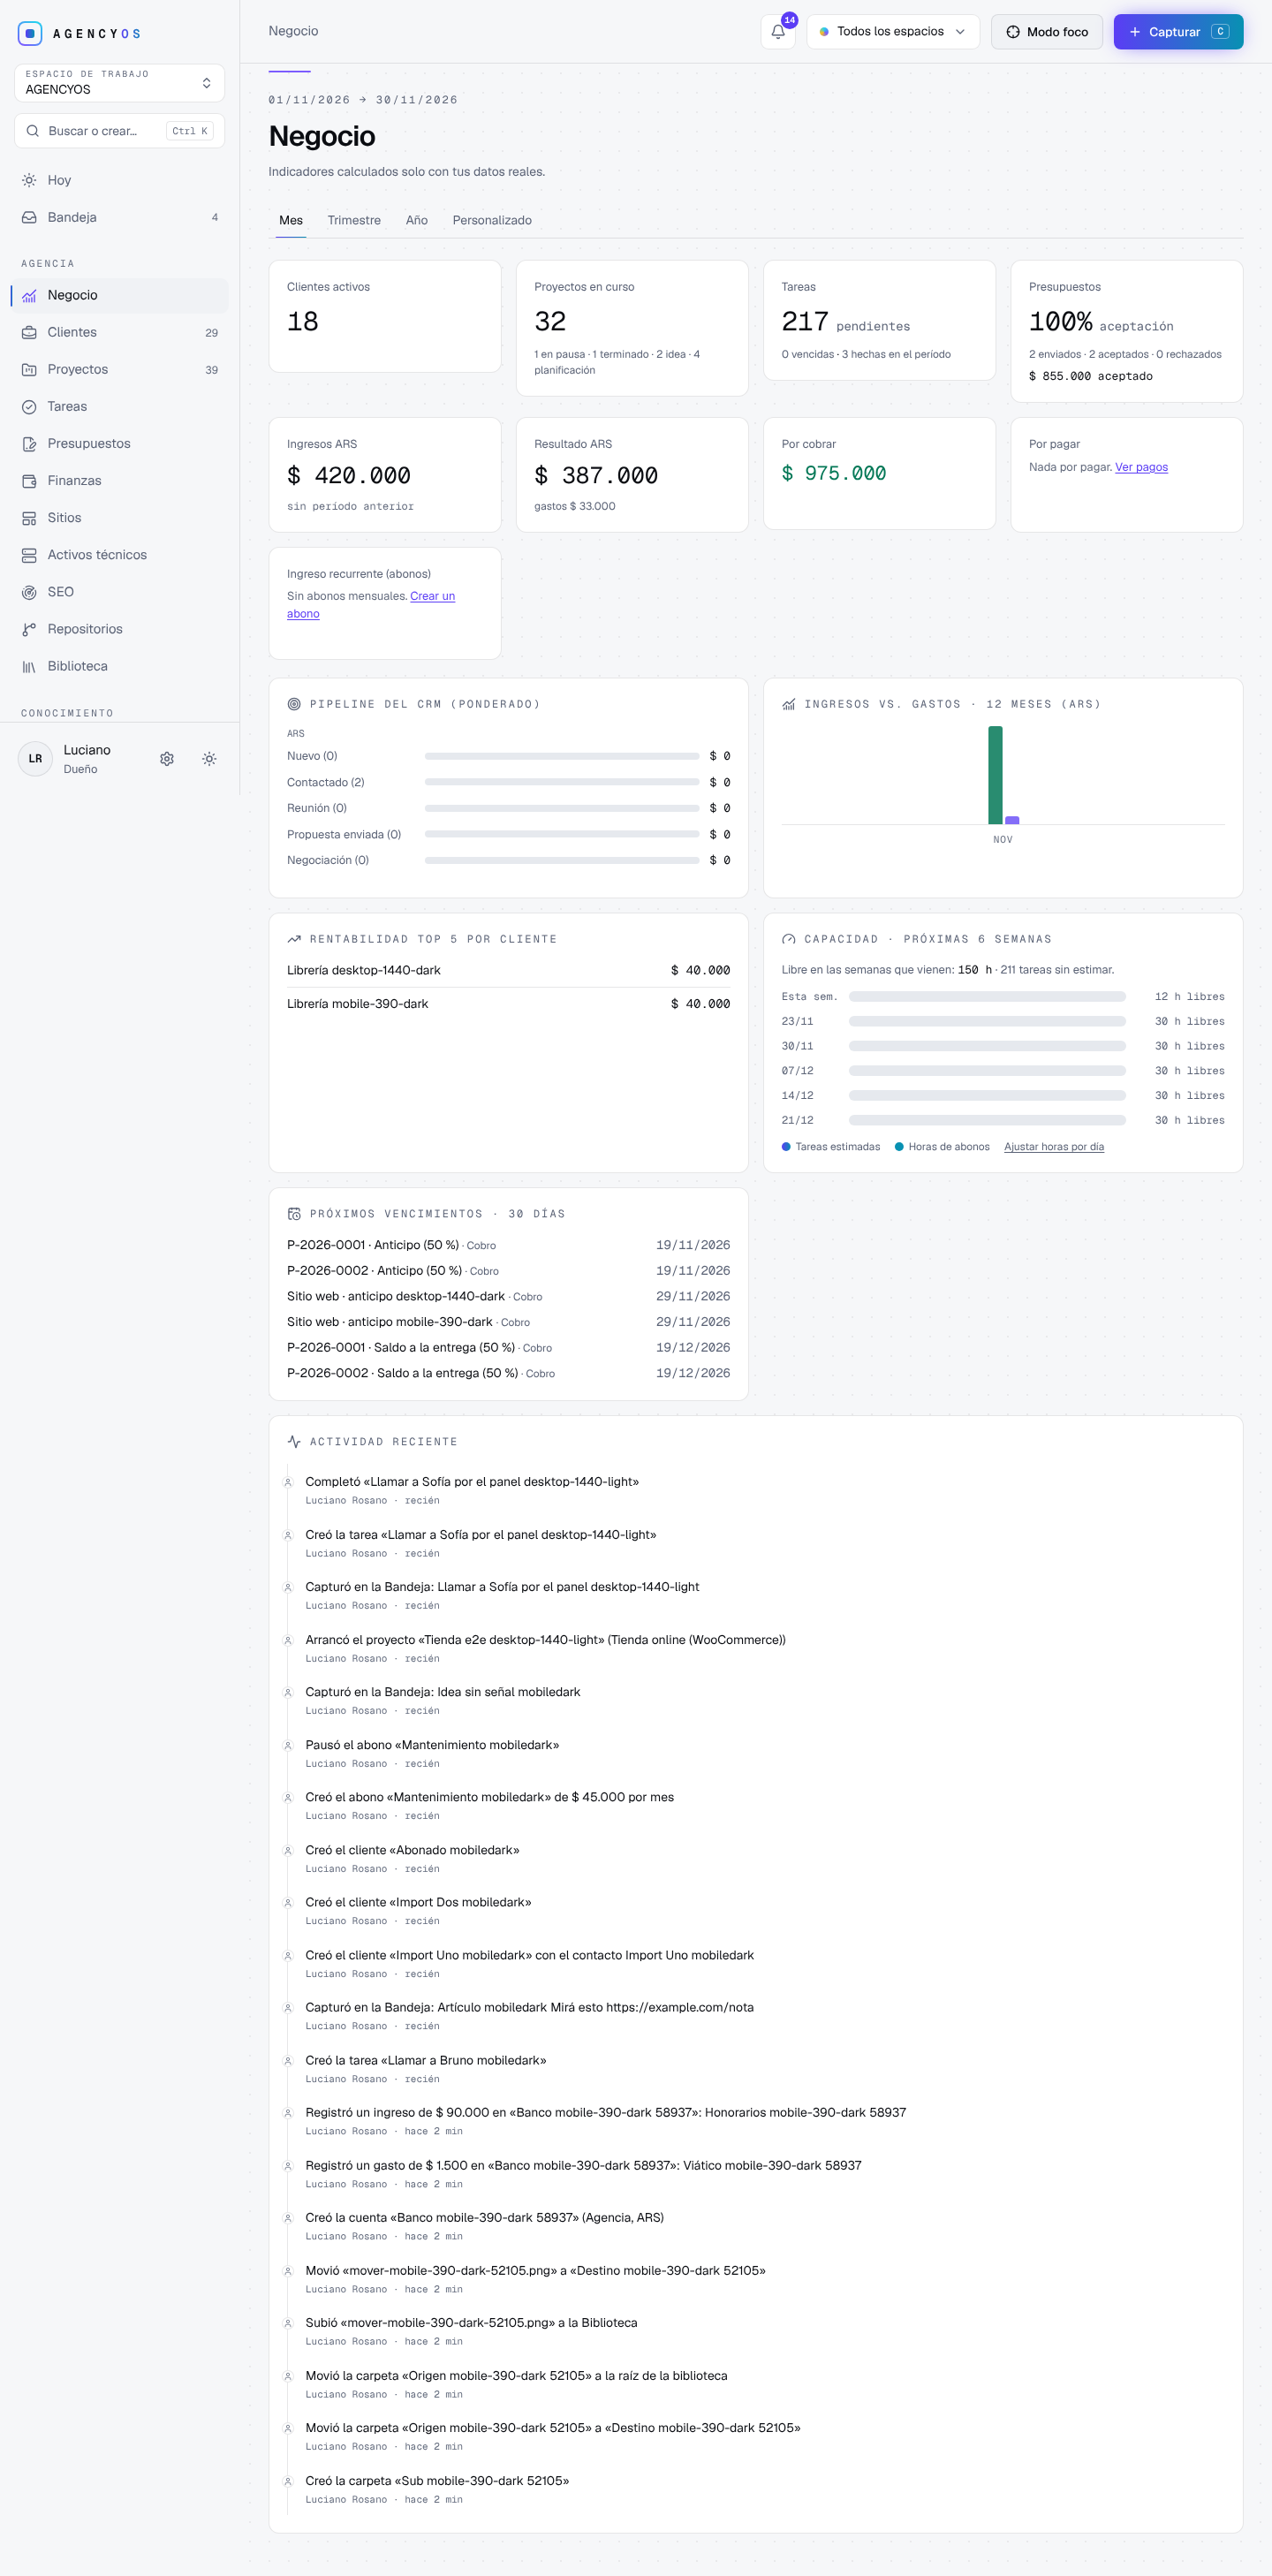 AGENCYOS
ESPACIO DE TRABAJO
AGENCYOS
Buscar o crear... Ctrl K
Hoy
Bandeja 4
AGENCIA
Negocio
Clientes 29
Proyectos 39
Tareas
Presupuestos
Finanzas
Sitios
Activos técnicos
SEO
Repositorios
Biblioteca
CONOCIMIENTO
LR Luciano
Dueño
Negocio
14
Todos los espacios
Modo foco
Capturar C
01/11/2026 → 30/11/2026
Negocio
Indicadores calculados solo con tus datos reales.
Mes Trimestre Año Personalizado
Clientes activos
18
Proyectos en curso
32
1 en pausa · 1 terminado · 2 idea · 4
planificación
Tareas
217 pendientes
0 vencidas · 3 hechas en el período
Presupuestos
100% aceptación
2 enviados · 2 aceptados · 0 rechazados
$ 855.000 aceptado
Ingresos ARS
$ 420.000
sin período anterior
Resultado ARS
$ 387.000
gastos $ 33.000
Por cobrar
$ 975.000
Por pagar
Nada por pagar. Ver pagos
Ingreso recurrente (abonos)
Sin abonos mensuales. Crear un
abono
PIPELINE DEL CRM (PONDERADO)
ARS
Nuevo (0) $ 0
Contactado (2) $ 0
Reunión (0) $ 0
Propuesta enviada (0) $ 0
Negociación (0) $ 0
INGRESOS VS. GASTOS · 12 MESES (ARS)
NOV
RENTABILIDAD TOP 5 POR CLIENTE
Librería desktop-1440-dark $ 40.000
Librería mobile-390-dark $ 40.000
CAPACIDAD · PRÓXIMAS 6 SEMANAS
Libre en las semanas que vienen: 150 h · 211 tareas sin estimar.
Esta sem. 12 h libres
23/11 30 h libres
30/11 30 h libres
07/12 30 h libres
14/12 30 h libres
21/12 30 h libres
Tareas estimadas Horas de abonos Ajustar horas por día
PRÓXIMOS VENCIMIENTOS · 30 DÍAS
P-2026-0001 · Anticipo (50 %) · Cobro 19/11/2026
P-2026-0002 · Anticipo (50 %) · Cobro 19/11/2026
Sitio web · anticipo desktop-1440-dark · Cobro 29/11/2026
Sitio web · anticipo mobile-390-dark · Cobro 29/11/2026
P-2026-0001 · Saldo a la entrega (50 %) · Cobro 19/12/2026
P-2026-0002 · Saldo a la entrega (50 %) · Cobro 19/12/2026
ACTIVIDAD RECIENTE
Completó «Llamar a Sofía por el panel desktop-1440-light»
Luciano Rosano · recién
Creó la tarea «Llamar a Sofía por el panel desktop-1440-light»
Luciano Rosano · recién
Capturó en la Bandeja: Llamar a Sofía por el panel desktop-1440-light
Luciano Rosano · recién
Arrancó el proyecto «Tienda e2e desktop-1440-light» (Tienda online (WooCommerce))
Luciano Rosano · recién
Capturó en la Bandeja: Idea sin señal mobiledark
Luciano Rosano · recién
Pausó el abono «Mantenimiento mobiledark»
Luciano Rosano · recién
Creó el abono «Mantenimiento mobiledark» de $ 45.000 por mes
Luciano Rosano · recién
Creó el cliente «Abonado mobiledark»
Luciano Rosano · recién
Creó el cliente «Import Dos mobiledark»
Luciano Rosano · recién
Creó el cliente «Import Uno mobiledark» con el contacto Import Uno mobiledark
Luciano Rosano · recién
Capturó en la Bandeja: Artículo mobiledark Mirá esto https://example.com/nota
Luciano Rosano · recién
Creó la tarea «Llamar a Bruno mobiledark»
Luciano Rosano · recién
Registró un ingreso de $ 90.000 en «Banco mobile-390-dark 58937»: Honorarios mobile-390-dark 58937
Luciano Rosano · hace 2 min
Registró un gasto de $ 1.500 en «Banco mobile-390-dark 58937»: Viático mobile-390-dark 58937
Luciano Rosano · hace 2 min
Creó la cuenta «Banco mobile-390-dark 58937» (Agencia, ARS)
Luciano Rosano · hace 2 min
Movió «mover-mobile-390-dark-52105.png» a «Destino mobile-390-dark 52105»
Luciano Rosano · hace 2 min
Subió «mover-mobile-390-dark-52105.png» a la Biblioteca
Luciano Rosano · hace 2 min
Movió la carpeta «Origen mobile-390-dark 52105» a la raíz de la biblioteca
Luciano Rosano · hace 2 min
Movió la carpeta «Origen mobile-390-dark 52105» a «Destino mobile-390-dark 52105»
Luciano Rosano · hace 2 min
Creó la carpeta «Sub mobile-390-dark 52105»
Luciano Rosano · hace 2 min